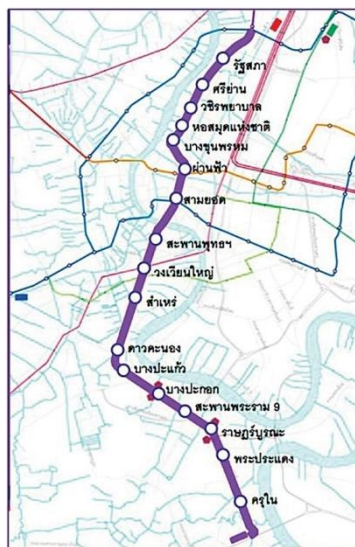 รัฐสภา
ศรีย่าน
วชิรพยาบาล
หอสมุดแห่งชาติ
บางขุนพรหม
ผ่านฟ้า
สามยอด
สะพานพุทธฯ
วงเวียนใหญ่
สำเหร่
ดาวคะนอง
บางปะแก้ว
บางปะกอก
สะพานพระราม 9
ราษฎร์บูรณะ
พระประแดง
ครุใน